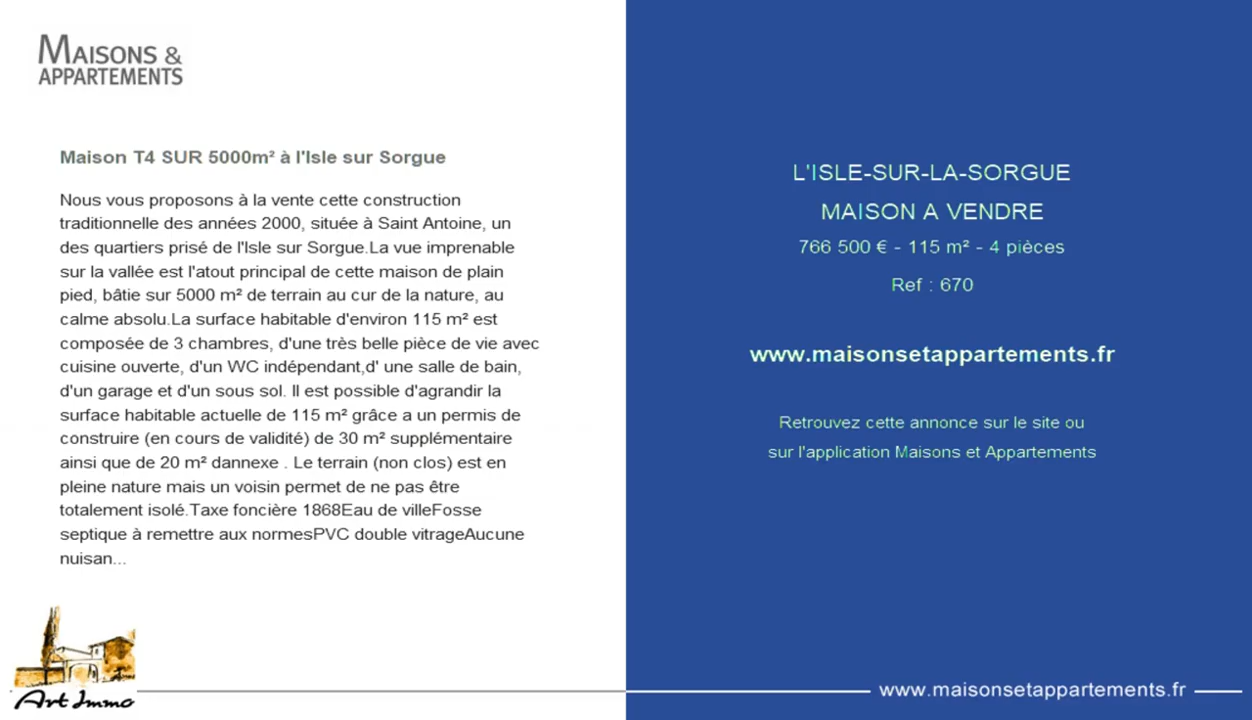 MAISONS &
APPARTEMENTS
Maison T4 SUR 5000m² à l'Isle sur Sorgue
Nous vous proposons à la vente cette construction
traditionnelle des années 2000, située à Saint Antoine, un
des quartiers prisé de l'Isle sur Sorgue.La vue imprenable
sur la vallée est l'atout principal de cette maison de plain
pied, bâtie sur 5000 m² de terrain au cur de la nature, au
calme absolu.La surface habitable d'environ 115 m² est
composée de 3 chambres, d'une très belle pièce de vie avec
cuisine ouverte, d'un WC indépendant,d' une salle de bain,
d'un garage et d'un sous sol. Il est possible d'agrandir la
surface habitable actuelle de 115 m² grâce a un permis de
construire (en cours de validité) de 30 m² supplémentaire
ainsi que de 20 m² dannexe . Le terrain (non clos) est en
pleine nature mais un voisin permet de ne pas être
totalement isolé.Taxe foncière 1868Eau de villeFosse
septique à remettre aux normesPVC double vitrageAucune
nuisan...
Art Immo
L'ISLE-SUR-LA-SORGUE
MAISON A VENDRE
766 500 € - 115 m² - 4 pièces
Ref : 670
www.maisonsetappartements.fr
Retrouvez cette annonce sur le site ou
sur l'application Maisons et Appartements
www.maisonsetappartements.fr